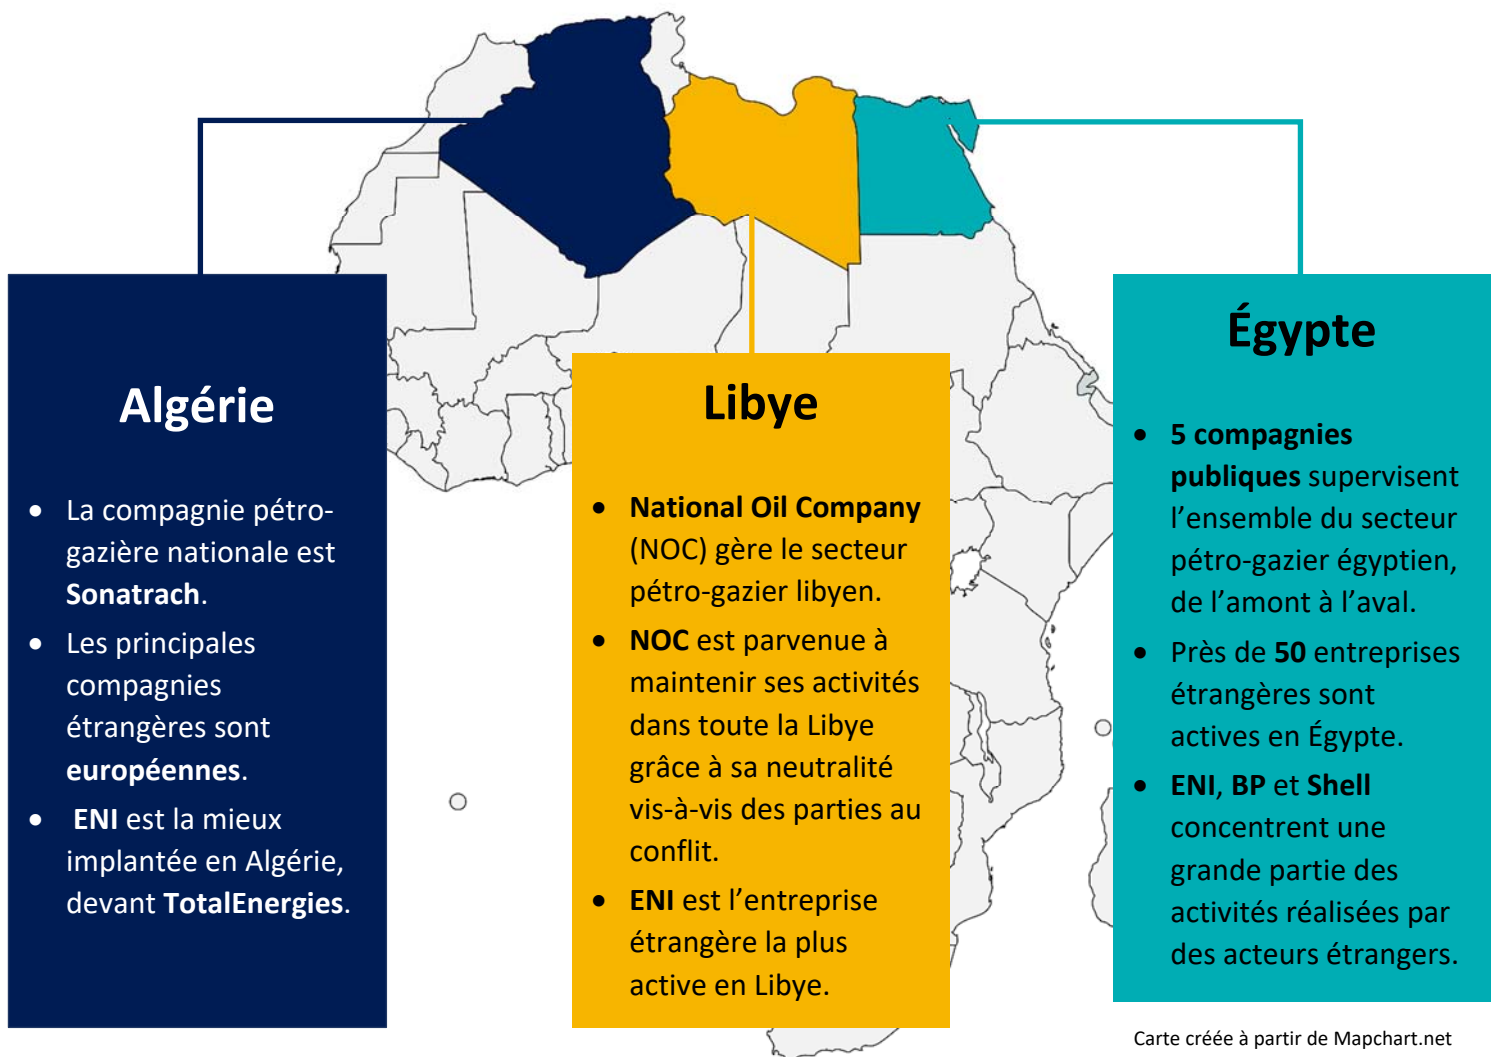 Algérie
• La compagnie pétro-
gazière nationale est
Sonatrach.
• Les principales
compagnies
étrangères sont
européennes.
• ENI est la mieux
implantée en Algérie,
devant TotalEnergies.
Libye
• National Oil Company
(NOC) gère le secteur
pétro-gazier libyen.
• NOC est parvenue à
maintenir ses activités
dans toute la Libye
grâce à sa neutralité
vis-à-vis des parties au
conflit.
• ENI est l’entreprise
étrangère la plus
active en Libye.
Égypte
• 5 compagnies
publiques supervisent
l’ensemble du secteur
pétro-gazier égyptien,
de l’amont à l’aval.
• Près de 50 entreprises
étrangères sont
actives en Égypte.
• ENI, BP et Shell
concentrent une
grande partie des
activités réalisées par
des acteurs étrangers.
Carte créée à partir de Mapchart.net